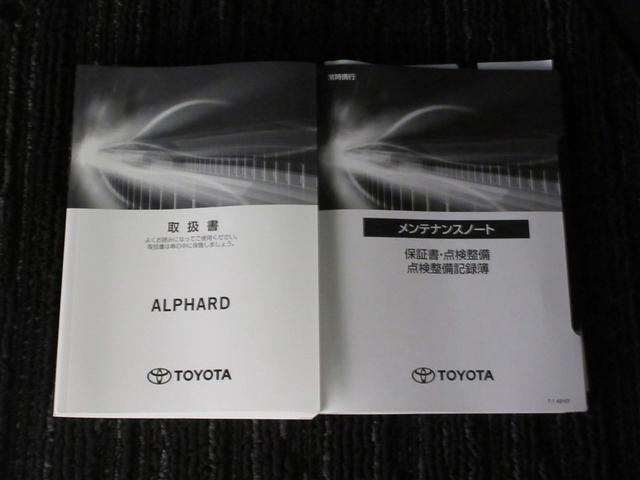 取扱書
よくお読みになってご使用ください。
取扱書は車の中に保管しましょう。
ALPHARD
TOYOTA
常時携行
メンテナンスノート
保証書・点検整備
点検整備記録簿
TOYOTA